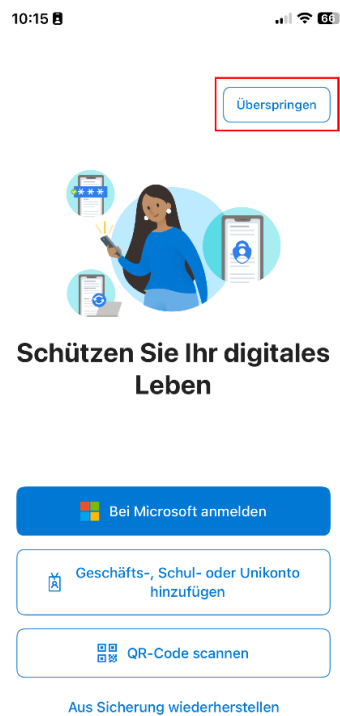 10:15
66
Überspringen
****
Schützen Sie Ihr digitales
Leben
Bei Microsoft anmelden
Geschäfts-, Schul- oder Unikonto
hinzufügen
QR-Code scannen
Aus Sicherung wiederherstellen